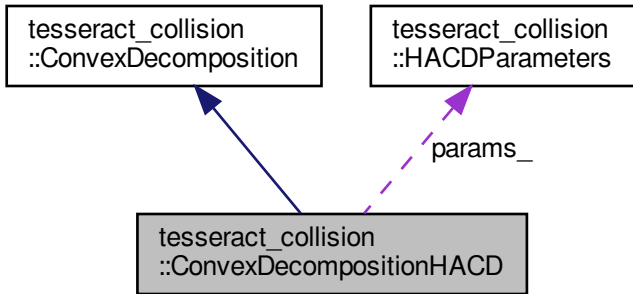 tesseract_collision
::ConvexDecomposition
tesseract_collision
::HACDParameters
params_
tesseract_collision
::ConvexDecompositionHACD